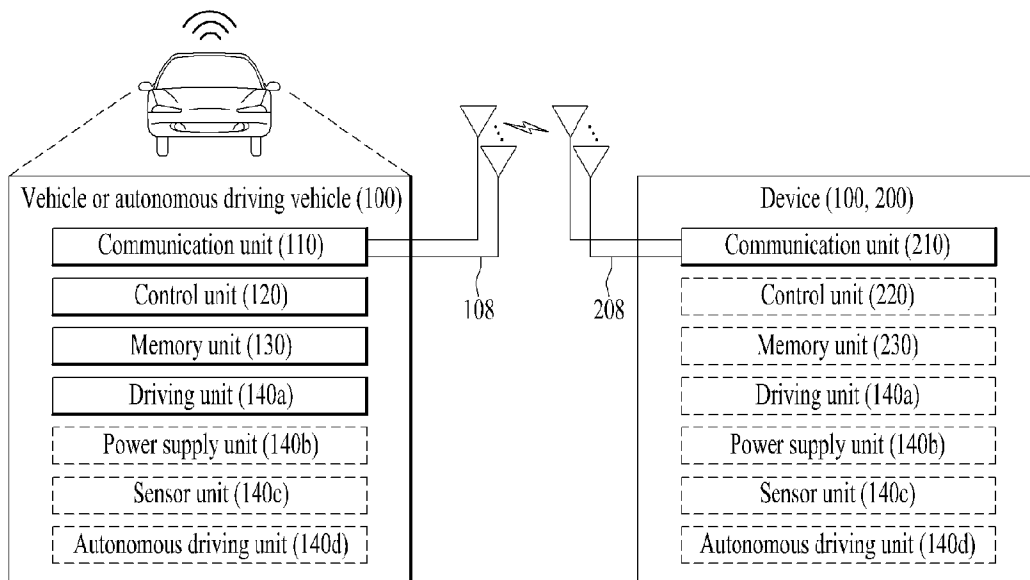 Vehicle or autonomous driving vehicle (100)
Communication unit (110)
Control unit (120)
Memory unit (130)
Driving unit (140a)
Power supply unit (140b)
Sensor unit (140c)
Autonomous driving unit (140d)
108
208
Device (100, 200)
Communication unit (210)
Control unit (220)
Memory unit (230)
Driving unit (140a)
Power supply unit (140b)
Sensor unit (140c)
Autonomous driving unit (140d)